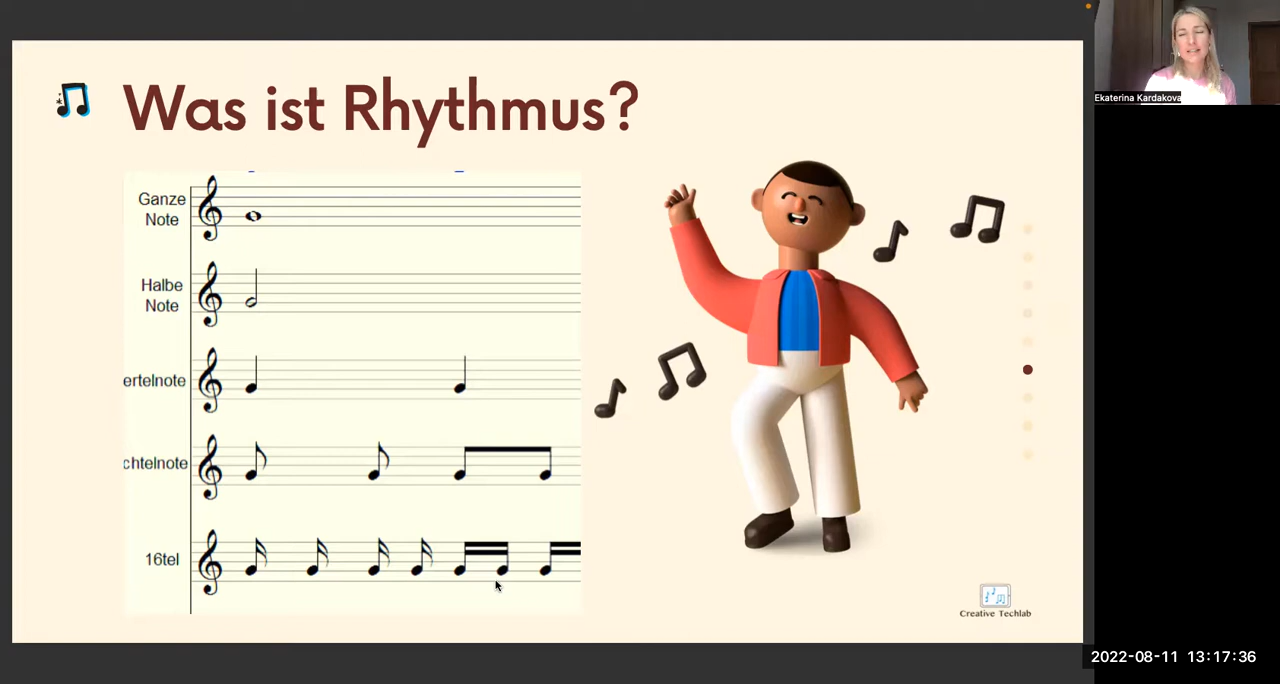 Was ist Rhythmus?
Ganze
Note
Halbe
Note
ertelnote
chtelnote
16tel
Creative Techlab
Ekaterina Kardakova
2022-08-11 13:17:36